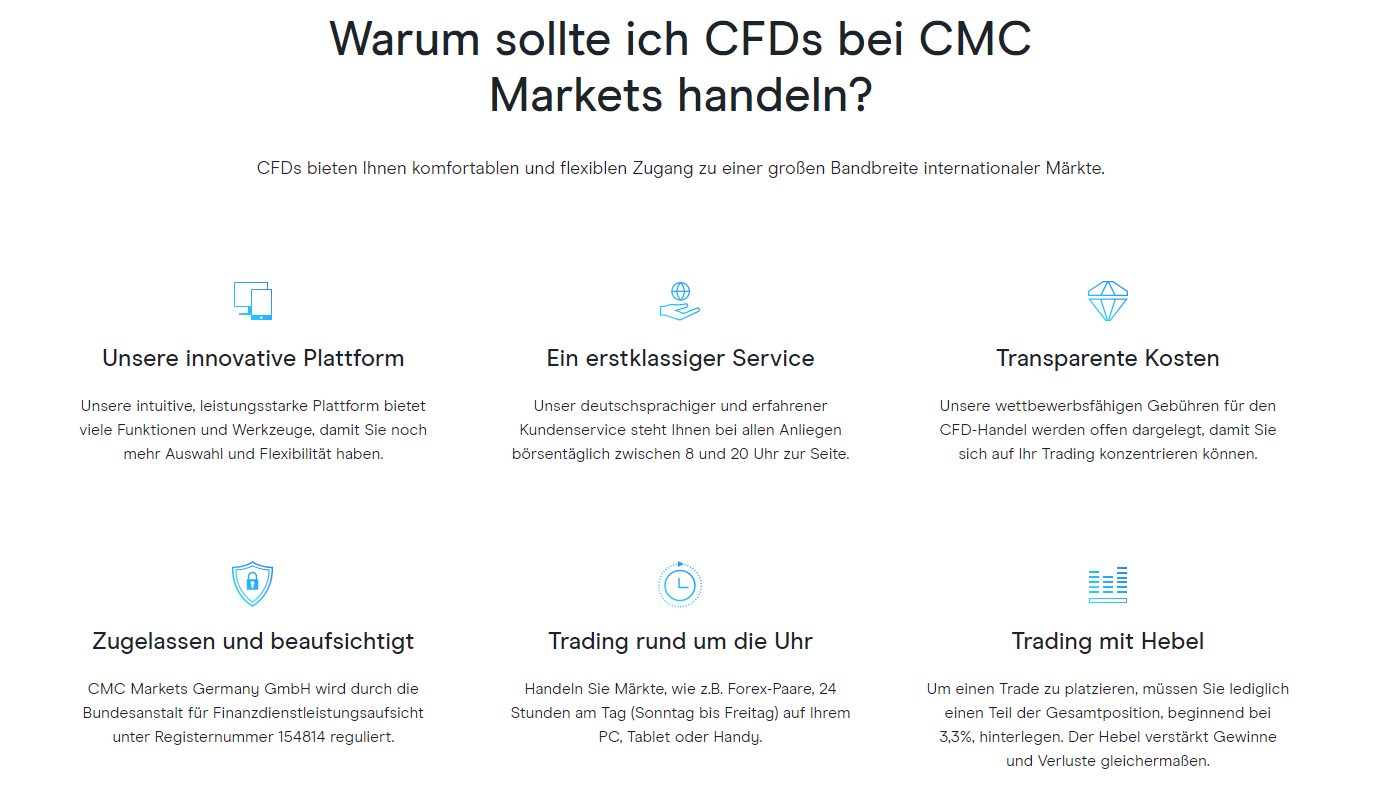 Warum sollte ich CFDs bei CMC
Markets handeln?
CFDs bieten Ihnen komfortablen und flexiblen Zugang zu einer großen Bandbreite internationaler Märkte.
Unsere innovative Plattform
Unsere intuitive, leistungsstarke Plattform bietet
viele Funktionen und Werkzeuge, damit Sie noch
mehr Auswahl und Flexibilität haben.
Ein erstklassiger Service
Unser deutschsprachiger und erfahrener
Kundenservice steht Ihnen bei allen Anliegen
börsentäglich zwischen 8 und 20 Uhr zur Seite.
Transparente Kosten
Unsere wettbewerbsfähigen Gebühren für den
CFD-Handel werden offen dargelegt, damit Sie
sich auf Ihr Trading konzentrieren können.
Zugelassen und beaufsichtigt
CMC Markets Germany GmbH wird durch die
Bundesanstalt für Finanzdienstleistungsaufsicht
unter Registernummer 154814 reguliert.
Trading rund um die Uhr
Handeln Sie Märkte, wie z.B. Forex-Paare, 24
Stunden am Tag (Sonntag bis Freitag) auf Ihrem
PC, Tablet oder Handy.
Trading mit Hebel
Um einen Trade zu platzieren, müssen Sie lediglich
einen Teil der Gesamtposition, beginnend bei
3,3%, hinterlegen. Der Hebel verstärkt Gewinne
und Verluste gleichermaßen.